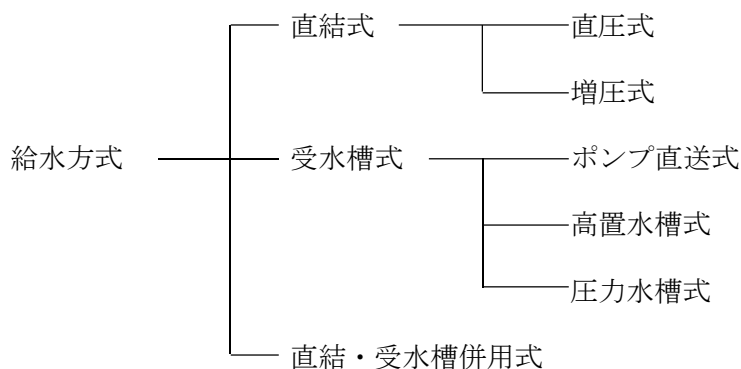 直結式 直圧式
増圧式
給水方式 受水槽式 ポンプ直送式
高置水槽式
圧力水槽式
直結・受水槽併用式